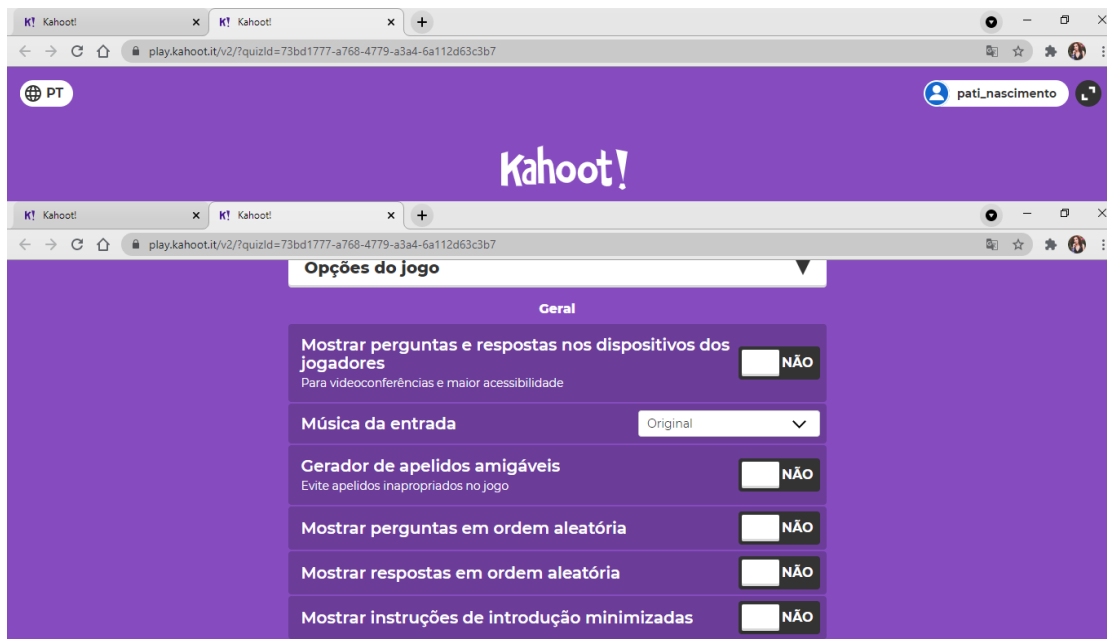 K! Kahoot!
K! Kahoot!
play.kahoot.it/v2/?quizId=73bd1777-a768-4779-a3a4-6a112d63c3b7
PT
pati_nascimento
Kahoot!
K! Kahoot!
K! Kahoot!
play.kahoot.it/v2/?quizId=73bd1777-a768-4779-a3a4-6a112d63c3b7
Opções do jogo
Geral
Mostrar perguntas e respostas nos dispositivos dos
jogadores
NÃO
Para videoconferências e maior acessibilidade
Música da entrada
Original
Gerador de apelidos amigáveis
NÃO
Evite apelidos inapropriados no jogo
Mostrar perguntas em ordem aleatória
NÃO
Mostrar respostas em ordem aleatória
NÃO
Mostrar instruções de introdução minimizadas
NÃO